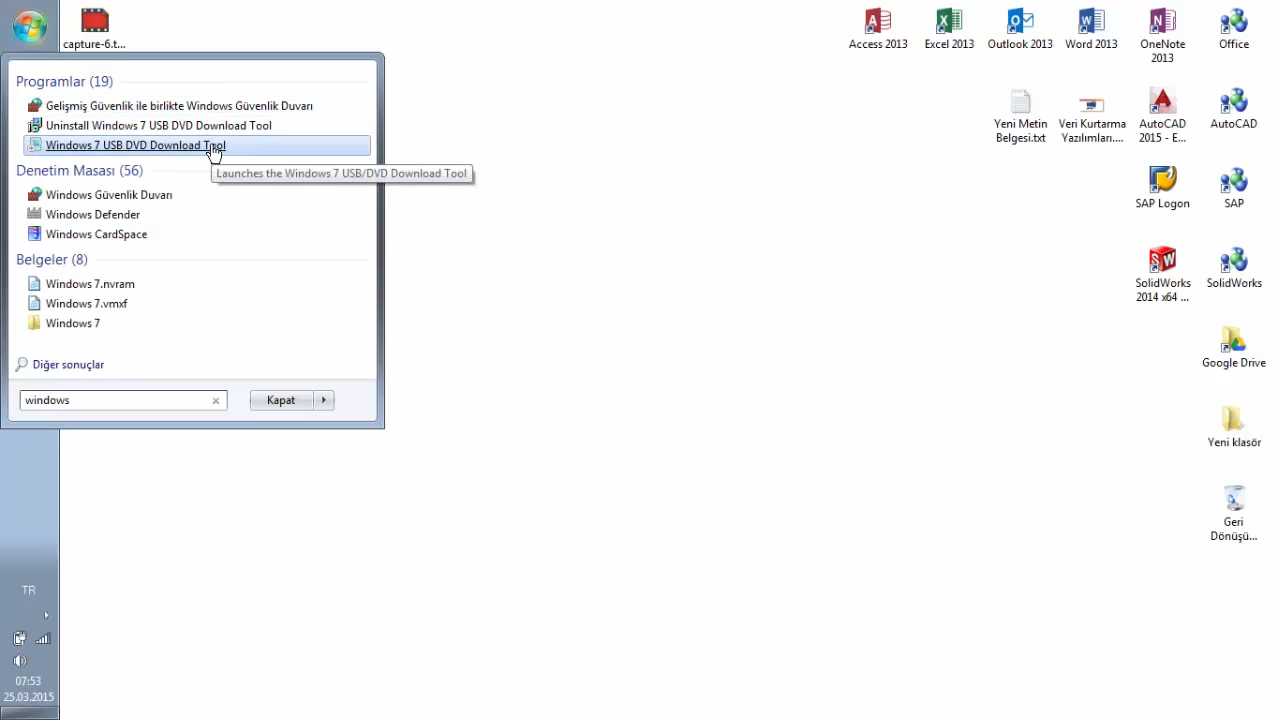 capture-6.t...
Access 2013
Excel 2013
Outlook 2013
Word 2013
OneNote
2013
Office
Programlar (19)
Gelişmiş Güvenlik ile birlikte Windows Güvenlik Duvarı
Uninstall Windows 7 USB DVD Download Tool
Windows 7 USB DVD Download Tool
Launches the Windows 7 USB/DVD Download Tool
Denetim Masası (56)
Windows Güvenlik Duvarı
Windows Defender
Windows CardSpace
Belgeler (8)
Windows 7.nvram
Windows 7.vmxf
Windows 7
Diğer sonuçlar
windows
Kapat
Yeni Metin
Belgesi.txt
Veri Kurtarma
Yazılımları....
AutoCAD
2015 - E...
AutoCAD
SAP Logon
SAP
SolidWorks
2014 x64 ...
SolidWorks
Google Drive
Yeni klasör
Geri
Dönüşü...
TR
07:53
25.03.2015